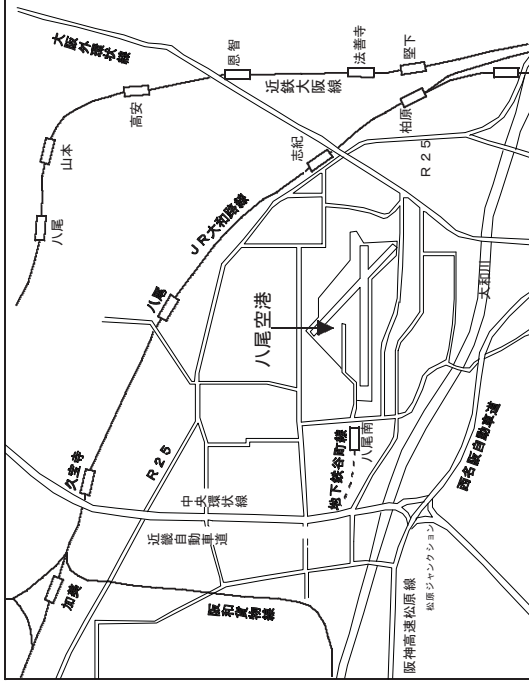 大阪外環状線
恩智
法善寺
堅下
近鉄大阪線
高安
山本
八尾
柏原
志紀
R25
JR大和路線
八尾
八尾空港
大和川
久宝寺
R25
地下鉄谷町線
八尾南
西名阪自動車道
中央環状線
近畿自動車道
加美
阪和貨物線
阪神高速松原線
松原ジャンクション